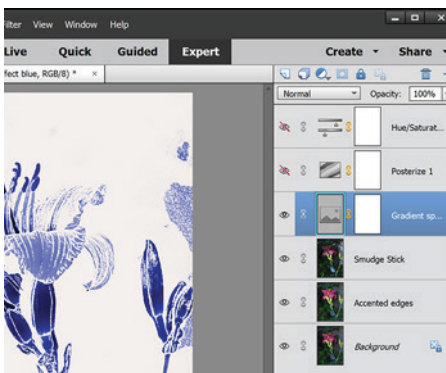 Filter View Window Help
Live Quick Guided Expert Create Share
fect blue, RGB/8) * ×
Normal Opacity: 100%
Hue/Saturat...
Posterize 1
Gradient sp...
Smudge Stick
Accented edges
Background